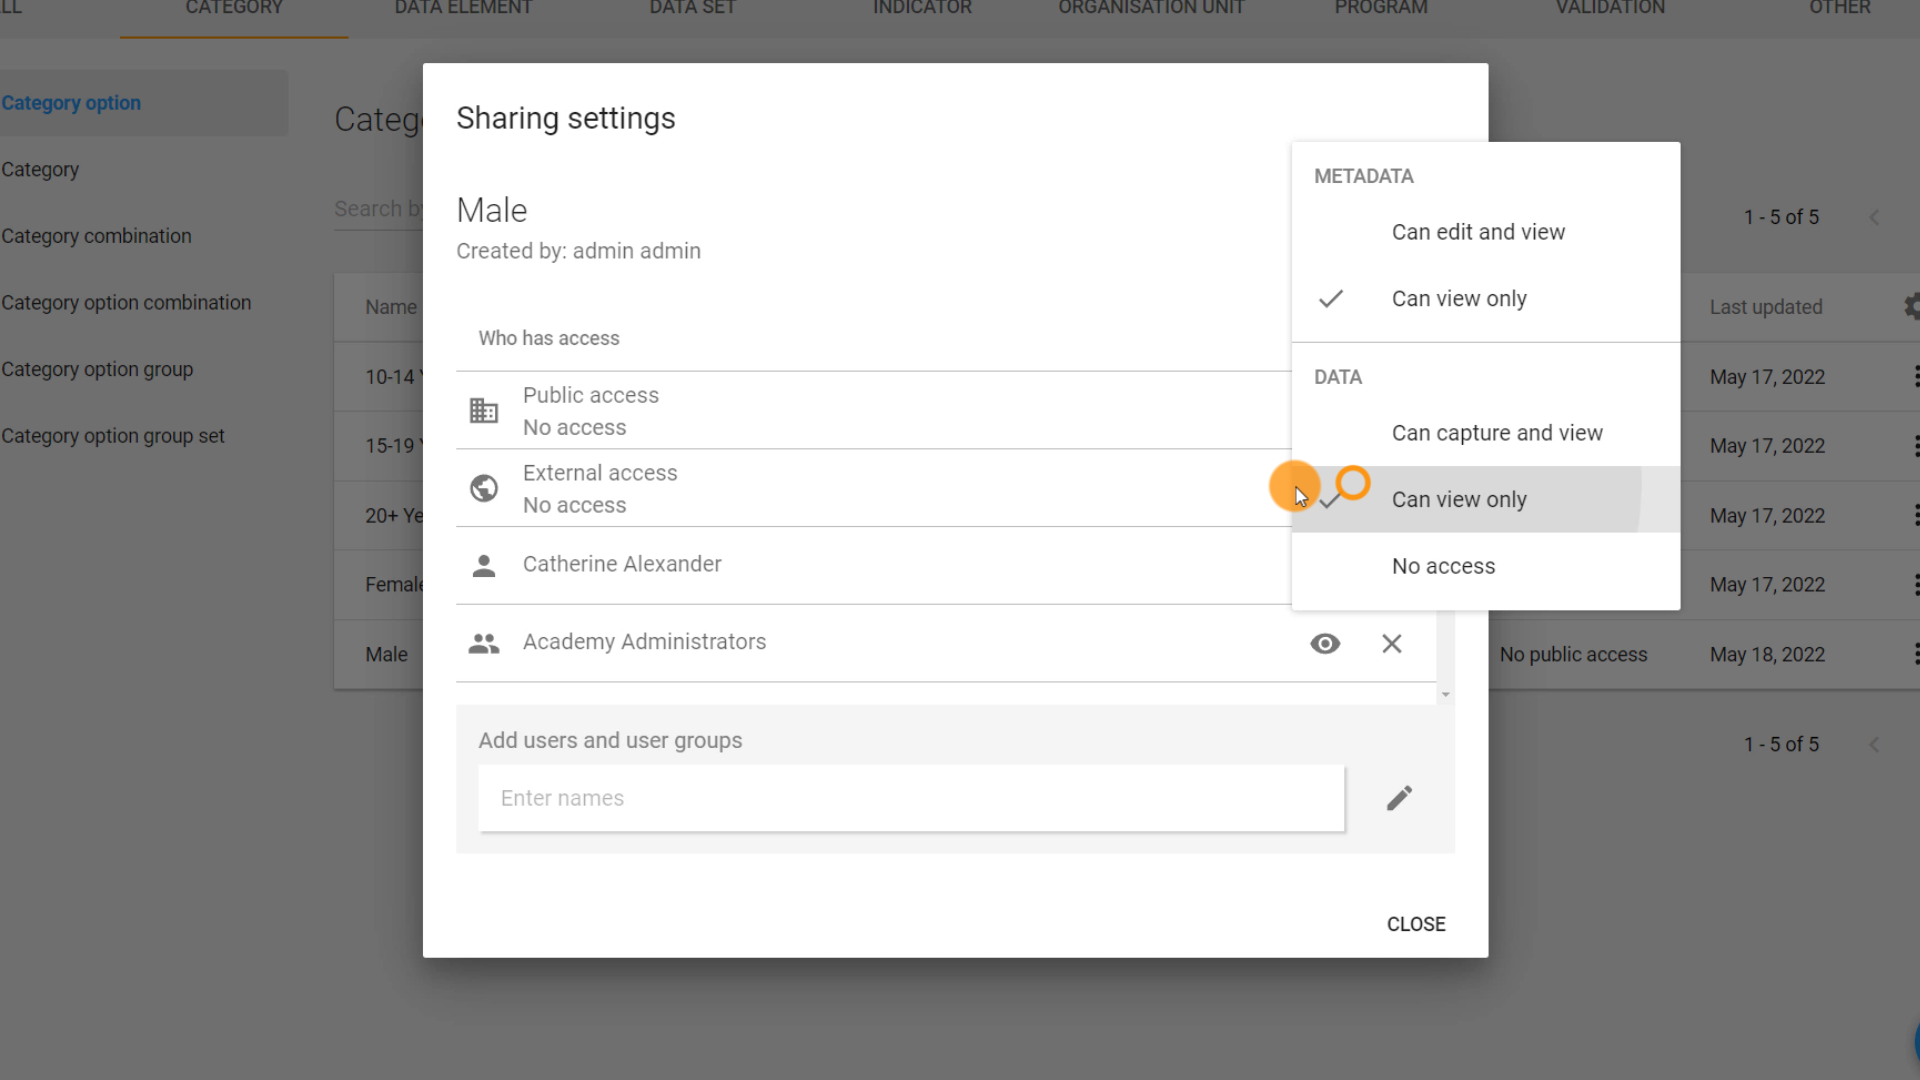 CATEGORY DATA ELEMENT DATA SET INDICATOR ORGANISATION UNIT PROGRAM VALIDATION OTHER
Category option
Category
Category combination
Category option combination
Category option group
Category option group set
Search
1 - 5 of 5
Name
Last updated
10-14
May 17, 2022
15-19
May 17, 2022
20+
May 17, 2022
May 17, 2022
Male
No public access
May 18, 2022
1 - 5 of 5
Sharing settings
Male
Created by: admin admin
Who has access
Public access
No access
External access
No access
Catherine Alexander
Academy Administrators
Add users and user groups
Enter names
CLOSE
METADATA
Can edit and view
Can view only
DATA
Can capture and view
Can view only
No access